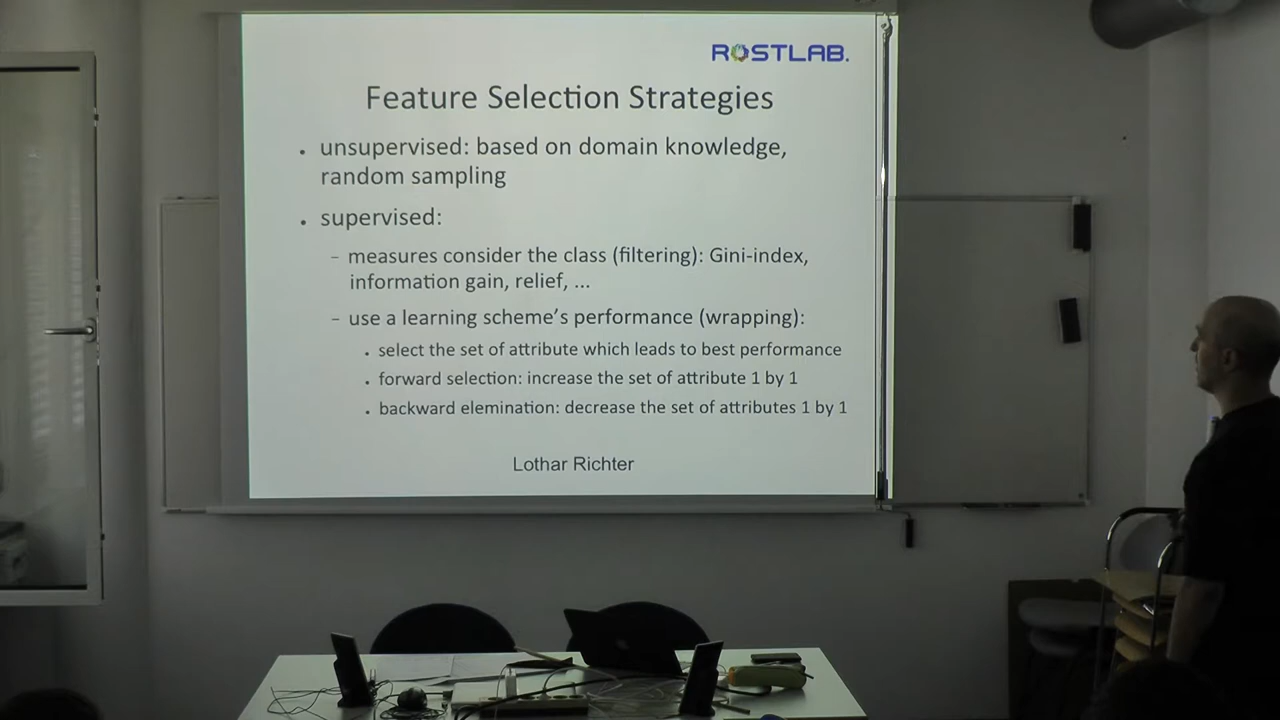 ROSTLAB.
Feature Selection Strategies
• unsupervised: based on domain knowledge,
random sampling
• supervised:
– measures consider the class (filtering): Gini-index,
information gain, relief, ...
– use a learning scheme's performance (wrapping):
• select the set of attribute which leads to best performance
• forward selection: increase the set of attribute 1 by 1
• backward elemination: decrease the set of attributes 1 by 1
Lothar Richter